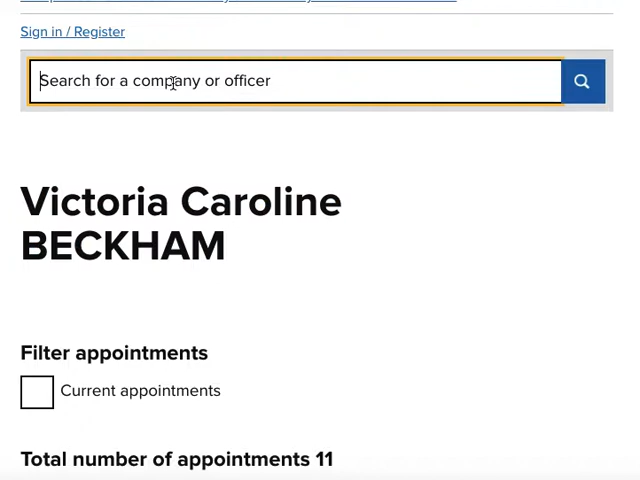 Sign in / Register
Search for a company or officer
Victoria Caroline
BECKHAM
Filter appointments
Current appointments
Total number of appointments 11